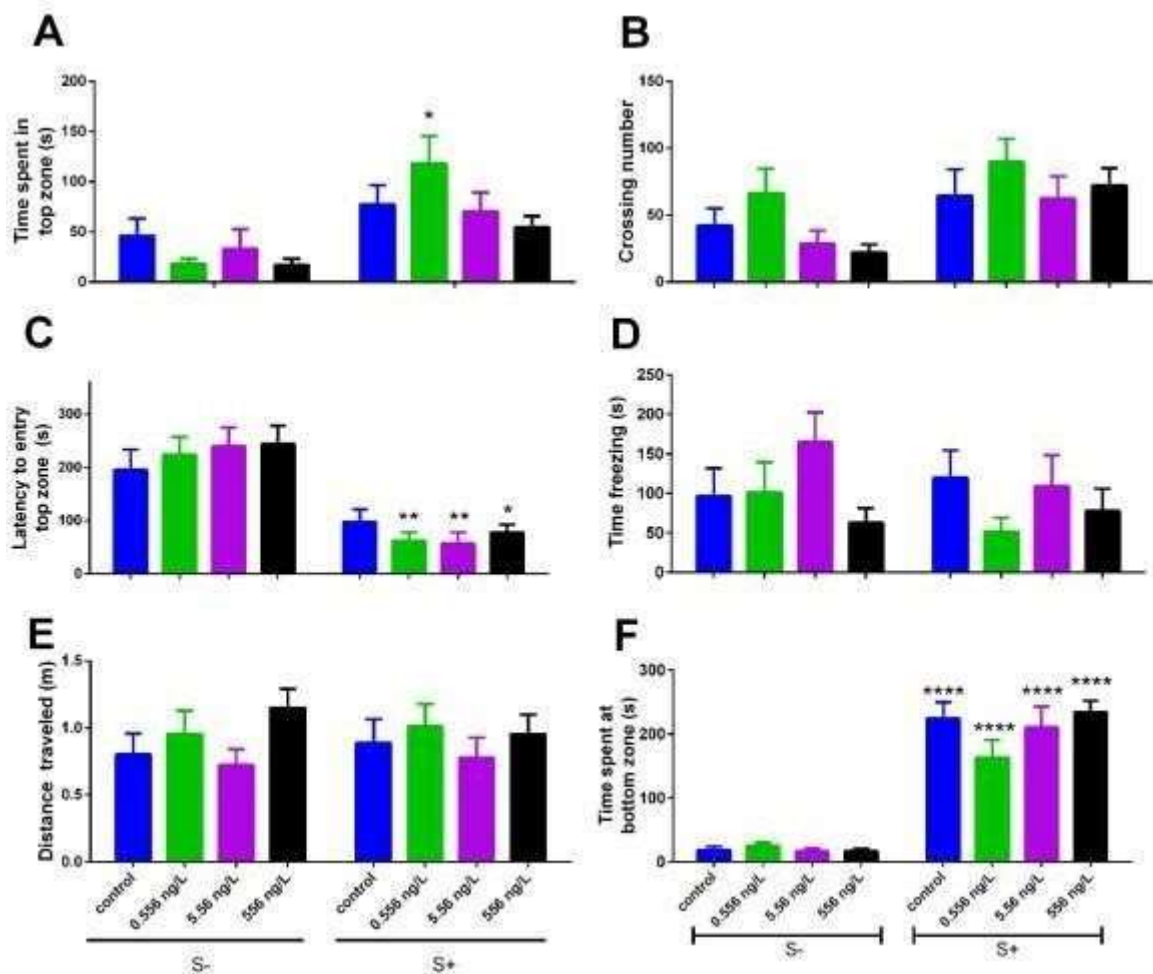 A
Time spent in
top zone (s)
200
150
100
50
0
*
B
Crossing number
150
100
50
0
C
Latency to entry
top zone (s)
300
200
100
0
** ** *
D
Time freezing (s)
250
200
150
100
50
0
E
Distance traveled (m)
1.5
1.0
0.5
0.0
control 0.556 ng/L 5.56 ng/L 556 ng/L control 0.556 ng/L 5.56 ng/L 556 ng/L
S- S+
F
Time spent at
bottom zone (s)
300
200
100
0
**** **** **** ****
control 0.556 ng/L 5.56 ng/L 556 ng/L control 0.556 ng/L 5.56 ng/L 556 ng/L
S- S+